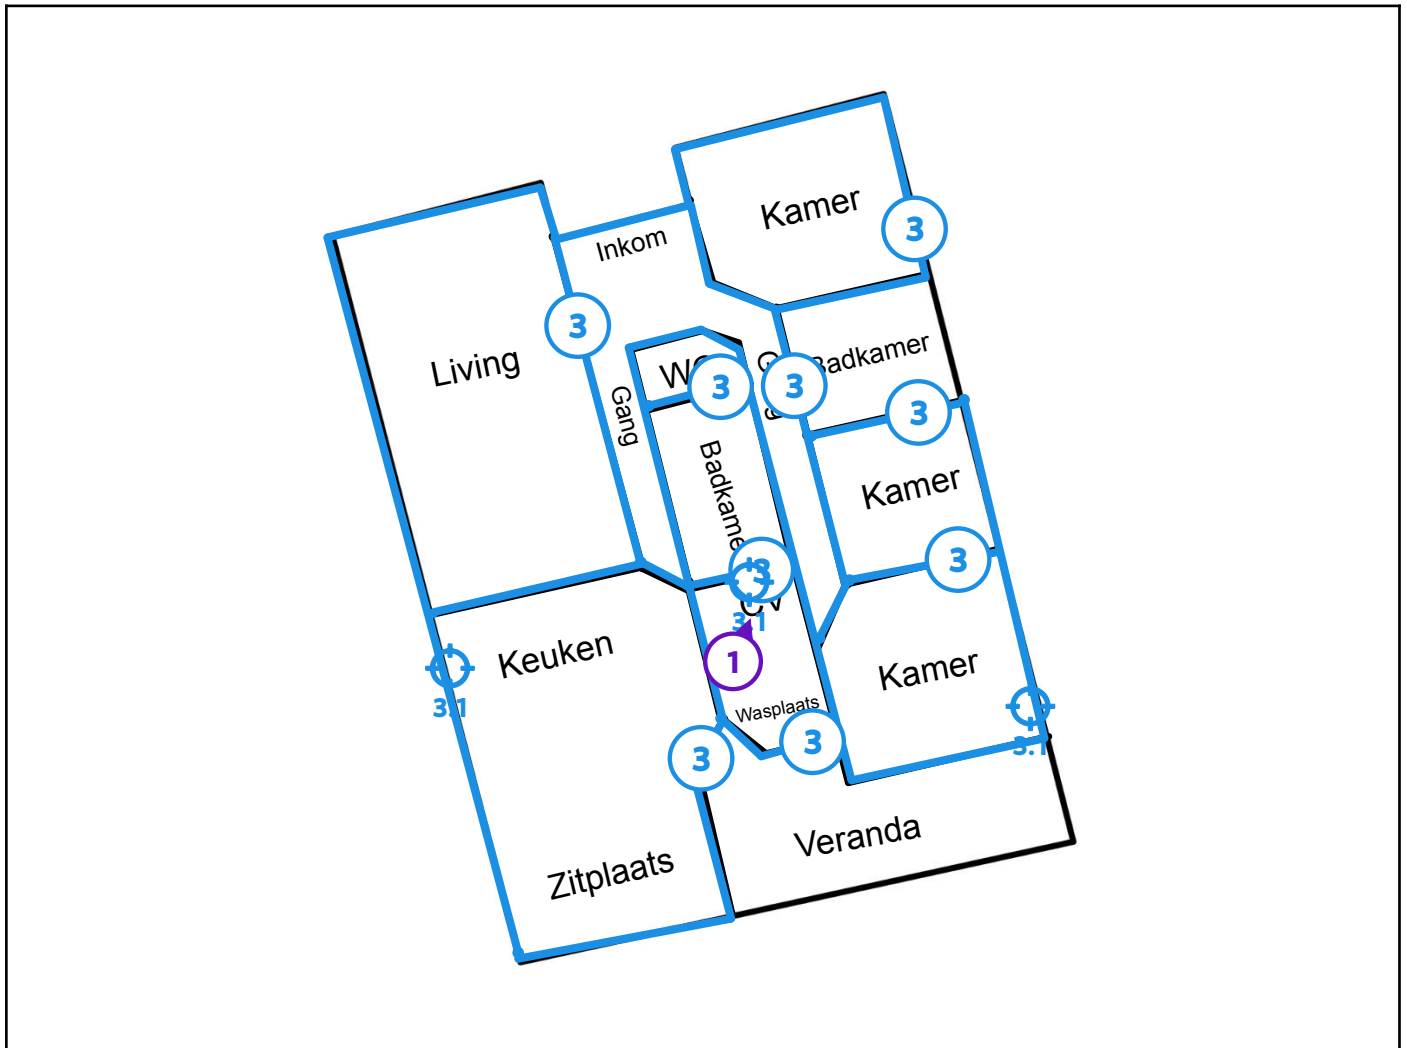 Kamer
3
Inkom
3
Living
WC
3
3
Badkamer
3
Gang
Kamer
Badkamer
3
3
3.1
CV
Keuken
1
Kamer
3.1
Wasplaats
3
3
3.1
Veranda
Zitplaats